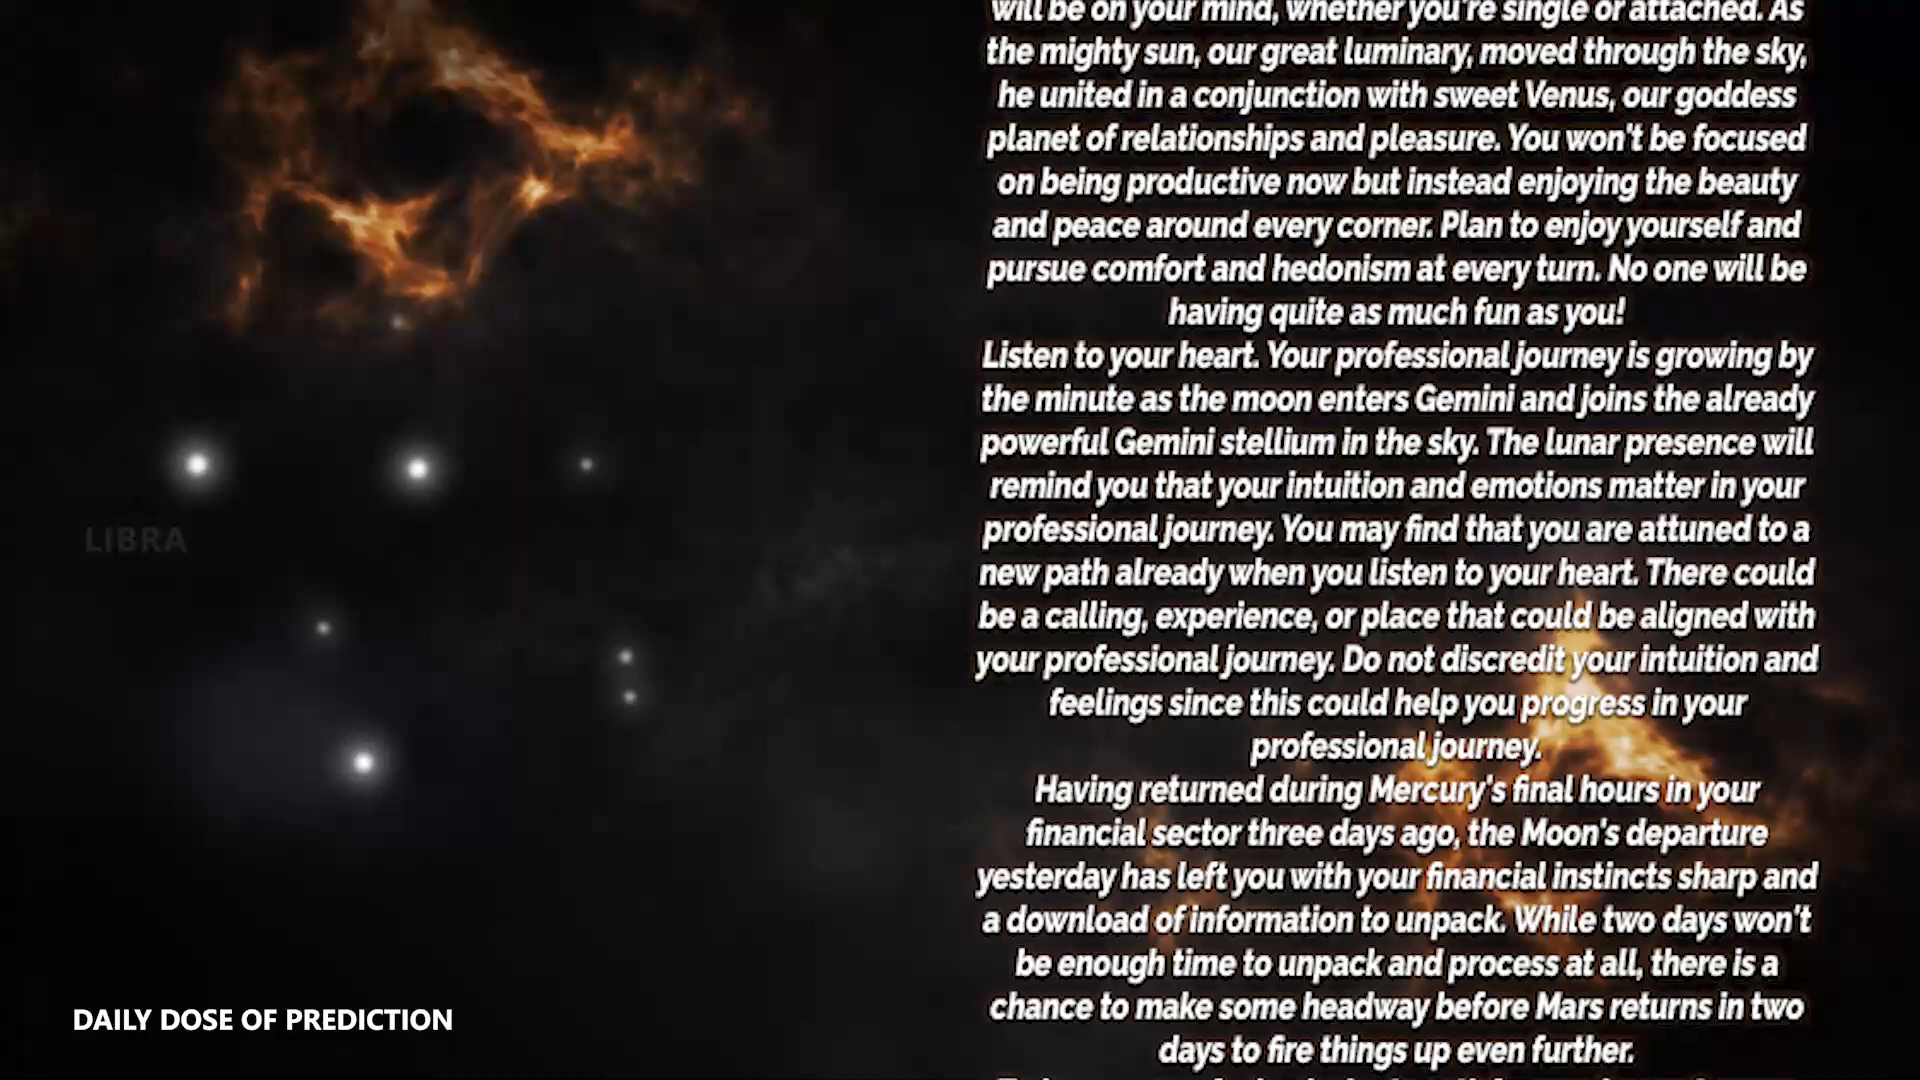 will be on your mind, whether you're single or attached. As
the mighty sun, our great luminary, moved through the sky,
he united in a conjunction with sweet Venus, our goddess
planet of relationships and pleasure. You won't be focused
on being productive now but instead enjoying the beauty
and peace around every corner. Plan to enjoy yourself and
pursue comfort and hedonism at every turn. No one will be
having quite as much fun as you!
Listen to your heart. Your professional journey is growing by
the minute as the moon enters Gemini and joins the already
powerful Gemini stellium in the sky. The lunar presence will
remind you that your intuition and emotions matter in your
professional journey. You may find that you are attuned to a
new path already when you listen to your heart. There could
be a calling, experience, or place that could be aligned with
your professional journey. Do not discredit your intuition and
feelings since this could help you progress in your
professional journey.
Having returned during Mercury's final hours in your
financial sector three days ago, the Moon's departure
yesterday has left you with your financial instincts sharp and
a download of information to unpack. While two days won't
be enough time to unpack and process at all, there is a
chance to make some headway before Mars returns in two
days to fire things up even further.
LIBRA
DAILY DOSE OF PREDICTION